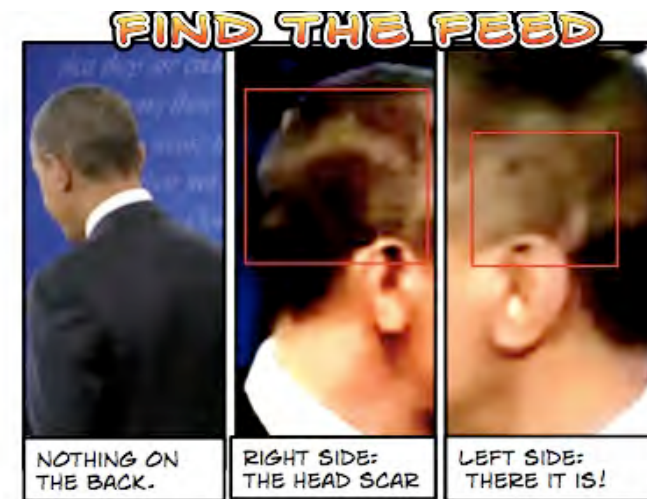 FIND THE FEED
NOTHING ON
THE BACK.
RIGHT SIDE:
THE HEAD SCAR
LEFT SIDE:
THERE IT IS!